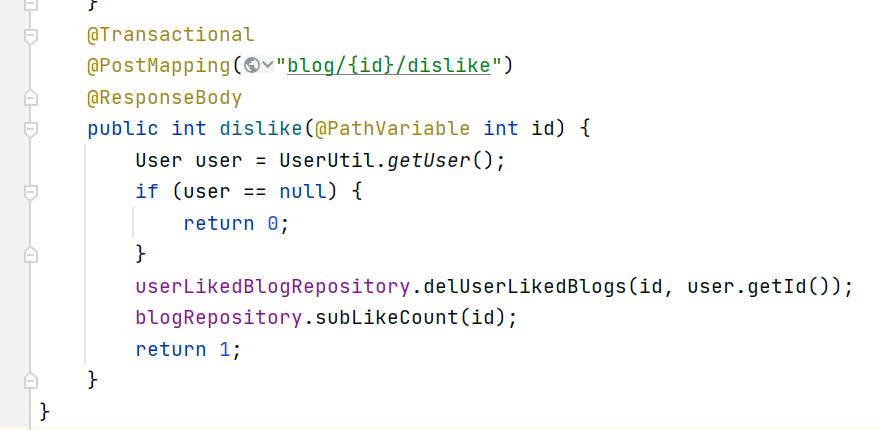 }
@Transactional
@PostMapping("blog/{id}/dislike")
@ResponseBody
public int dislike(@PathVariable int id) {
User user = UserUtil.getUser();
if (user == null) {
return 0;
}
userLikedBlogRepository.delUserLikedBlogs(id, user.getId());
blogRepository.subLikeCount(id);
return 1;
}
}